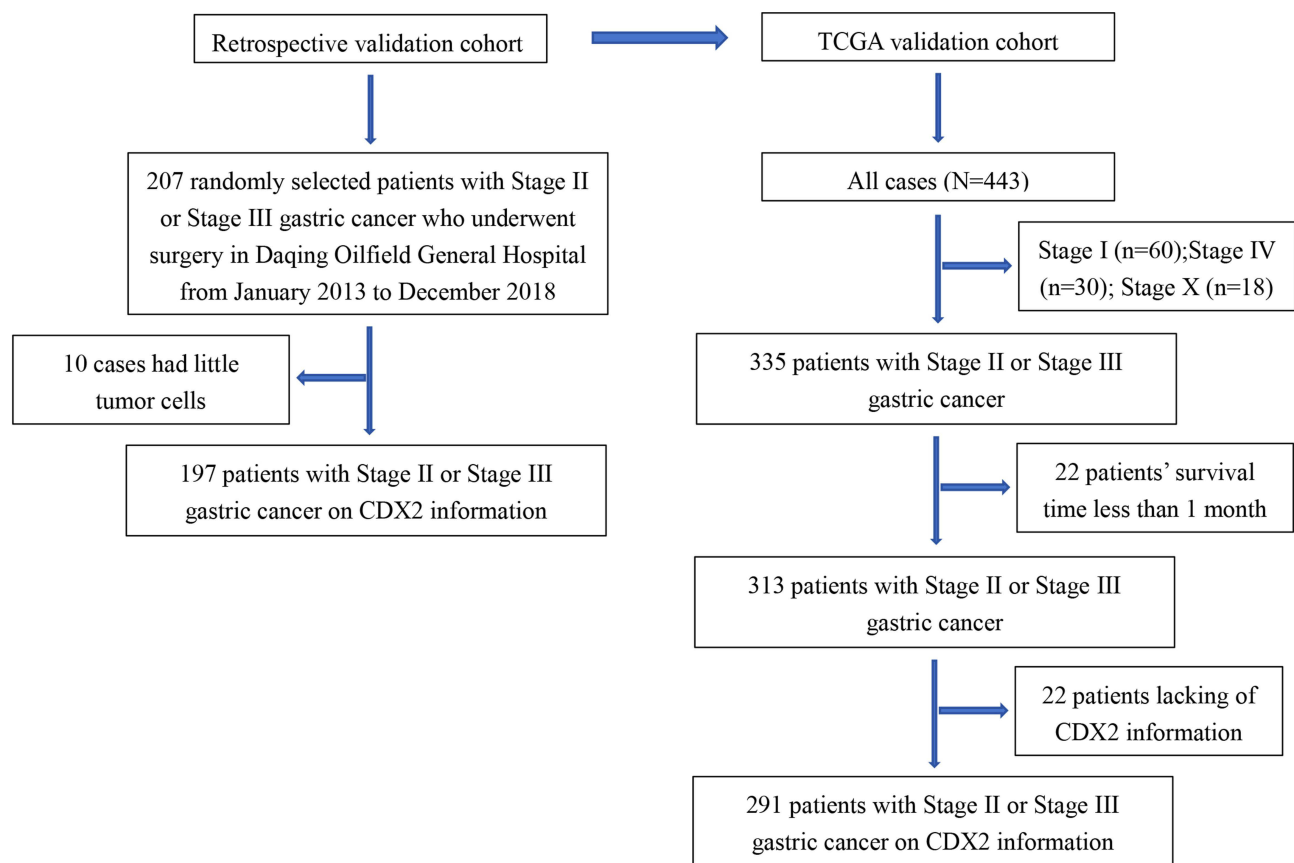 Retrospective validation cohort
TCGA validation cohort
207 randomly selected patients with Stage II
or Stage III gastric cancer who underwent
surgery in Daqing Oilfield General Hospital
from January 2013 to December 2018
All cases (N=443)
Stage I (n=60);Stage IV
(n=30); Stage X (n=18)
10 cases had little
tumor cells
335 patients with Stage II or Stage III
gastric cancer
197 patients with Stage II or Stage III
gastric cancer on CDX2 information
22 patients’ survival
time less than 1 month
313 patients with Stage II or Stage III
gastric cancer
22 patients lacking of
CDX2 information
291 patients with Stage II or Stage III
gastric cancer on CDX2 information